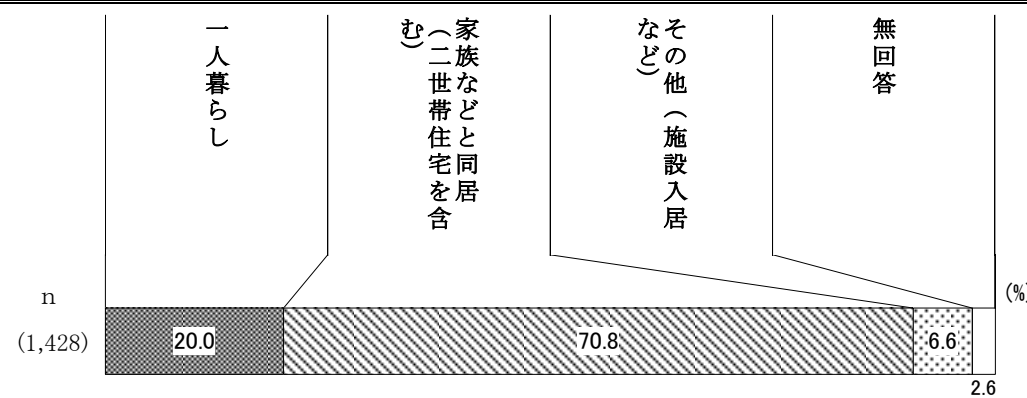 一人暮らし
家族などと同居
（二世帯住宅を含
む）
その他（施設入居
など）
無回答
n
(%)
(1,428)
20.0
70.8
6.6
2.6